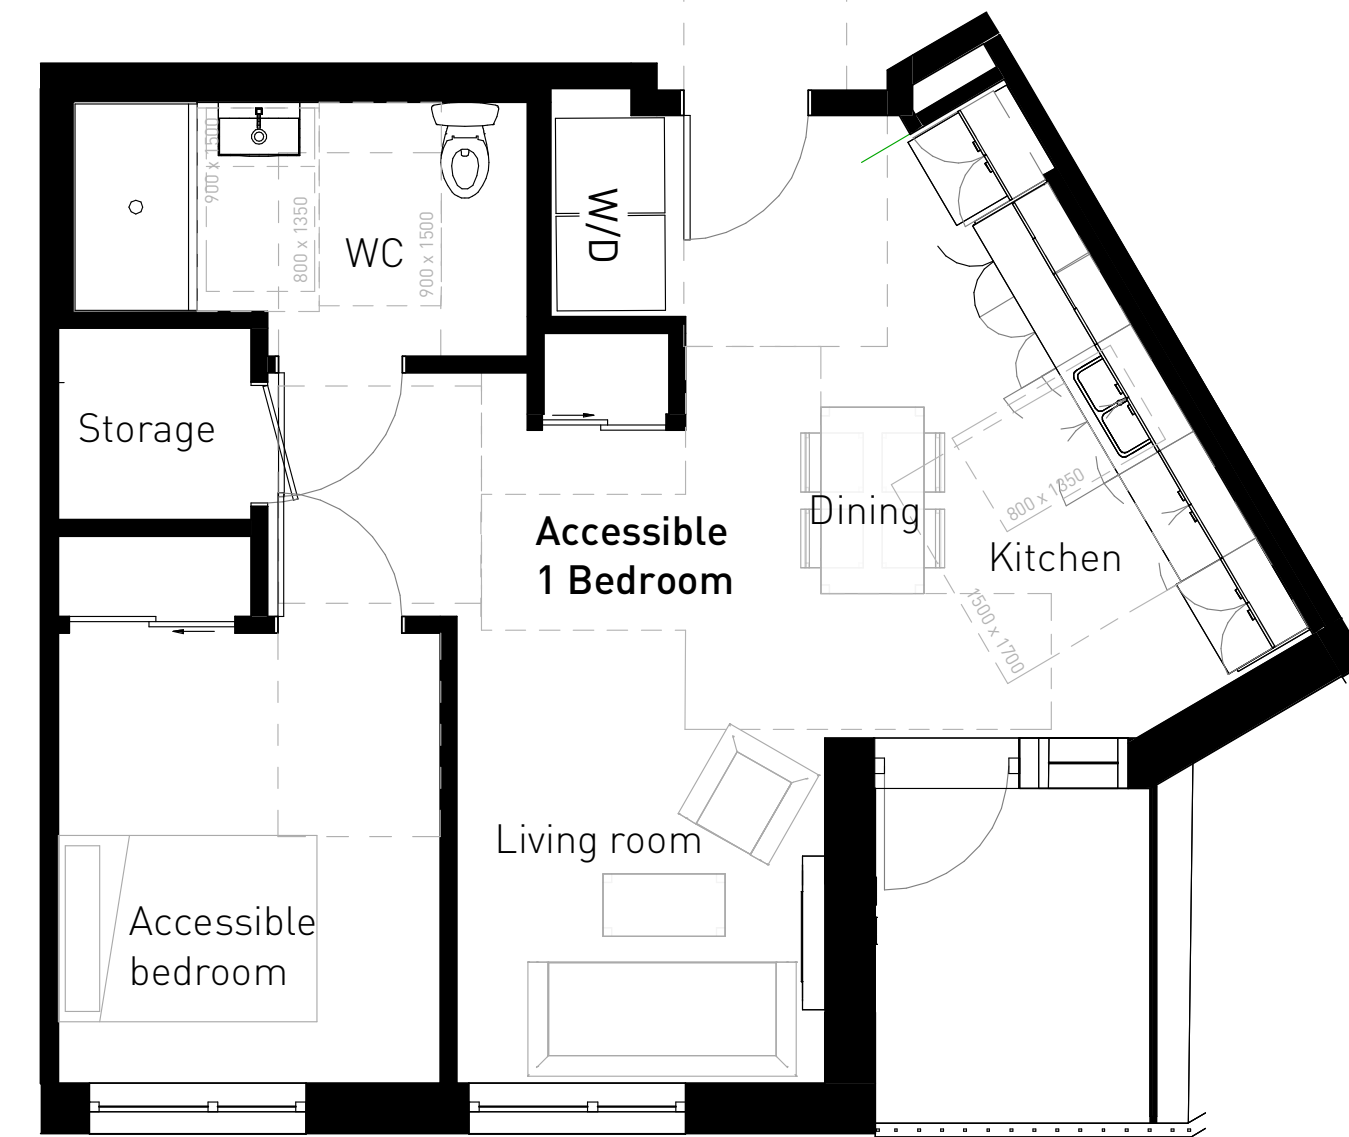 900 x 1500
800 x 1350
900 x 1500
WC
W/D
Storage
Accessible
1 Bedroom
Dining
800 x 1350
Kitchen
1500 x 1700
Living room
Accessible
bedroom